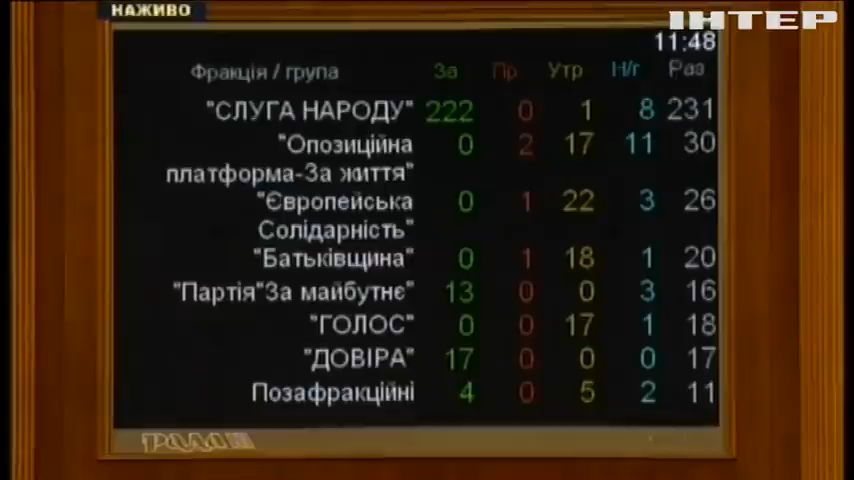 НАЖИВО
ІНТЕР
11:48
Фракція / група За Пр Утр Н/г Раз
"СЛУГА НАРОДУ" 222 0 1 8 231
"Опозиційна 0 2 17 11 30
платформа-За життя"
"Європейська 0 1 22 3 26
Солідарність"
"Батьківщина" 0 1 18 1 20
"Партія"За майбутнє" 13 0 0 3 16
"ГОЛОС" 0 0 17 1 18
"ДОВІРА" 17 0 0 0 17
Позафракційні 4 0 5 2 11